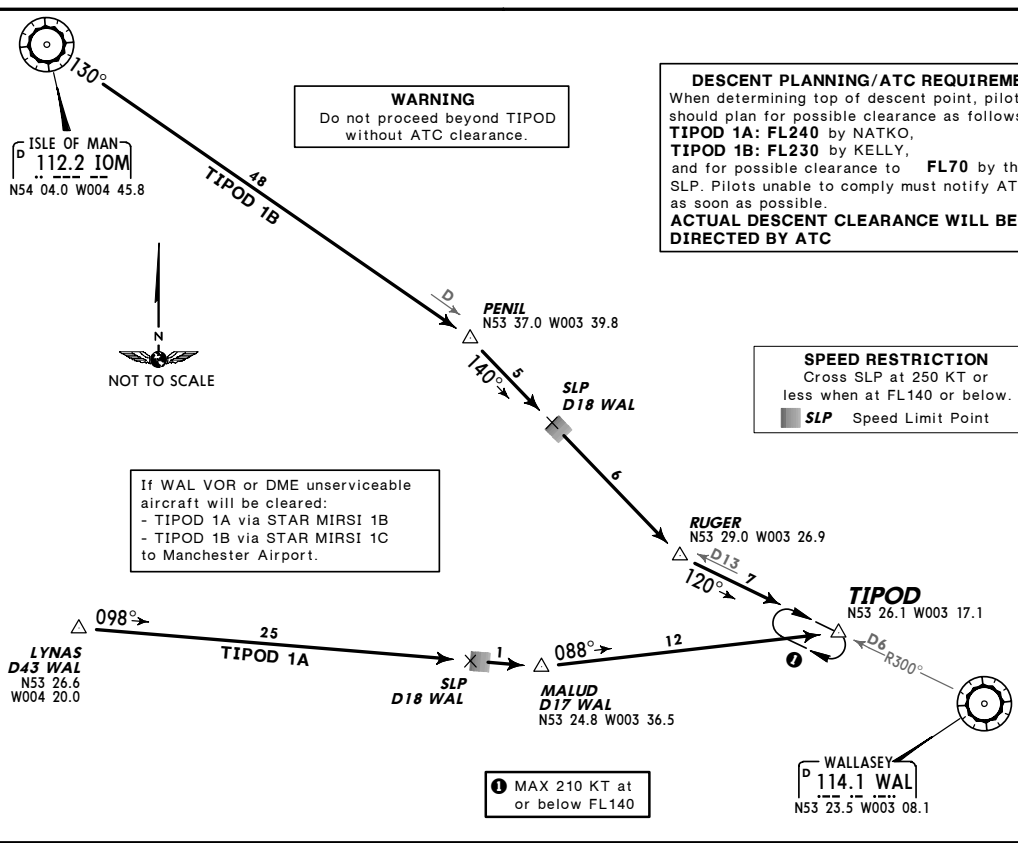 130°
ISLE OF MAN
D 112.2 IOM
N54 04.0 W004 45.8
WARNING
Do not proceed beyond TIPOD
without ATC clearance.
DESCENT PLANNING/ATC REQUIREME
When determining top of descent point, pilot
should plan for possible clearance as follows
TIPOD 1A: FL240 by NATKO,
TIPOD 1B: FL230 by KELLY,
and for possible clearance to FL70 by th
SLP. Pilots unable to comply must notify AT
as soon as possible.
ACTUAL DESCENT CLEARANCE WILL BE
DIRECTED BY ATC
48
TIPOD 1B
N
NOT TO SCALE
D
PENIL
N53 37.0 W003 39.8
140°
5
SLP
D18 WAL
SPEED RESTRICTION
Cross SLP at 250 KT or
less when at FL140 or below.
SLP Speed Limit Point
6
If WAL VOR or DME unserviceable
aircraft will be cleared:
- TIPOD 1A via STAR MIRSI 1B
- TIPOD 1B via STAR MIRSI 1C
to Manchester Airport.
RUGER
N53 29.0 W003 26.9
D13
7
120°
TIPOD
N53 26.1 W003 17.1
098°
LYNAS
D43 WAL
N53 26.6
W004 20.0
25
TIPOD 1A
SLP
D18 WAL
1
088°
12
MALUD
D17 WAL
N53 24.8 W003 36.5
1
D6
R300°
WALLASEY
D 114.1 WAL
N53 23.5 W003 08.1
1 MAX 210 KT at
or below FL140